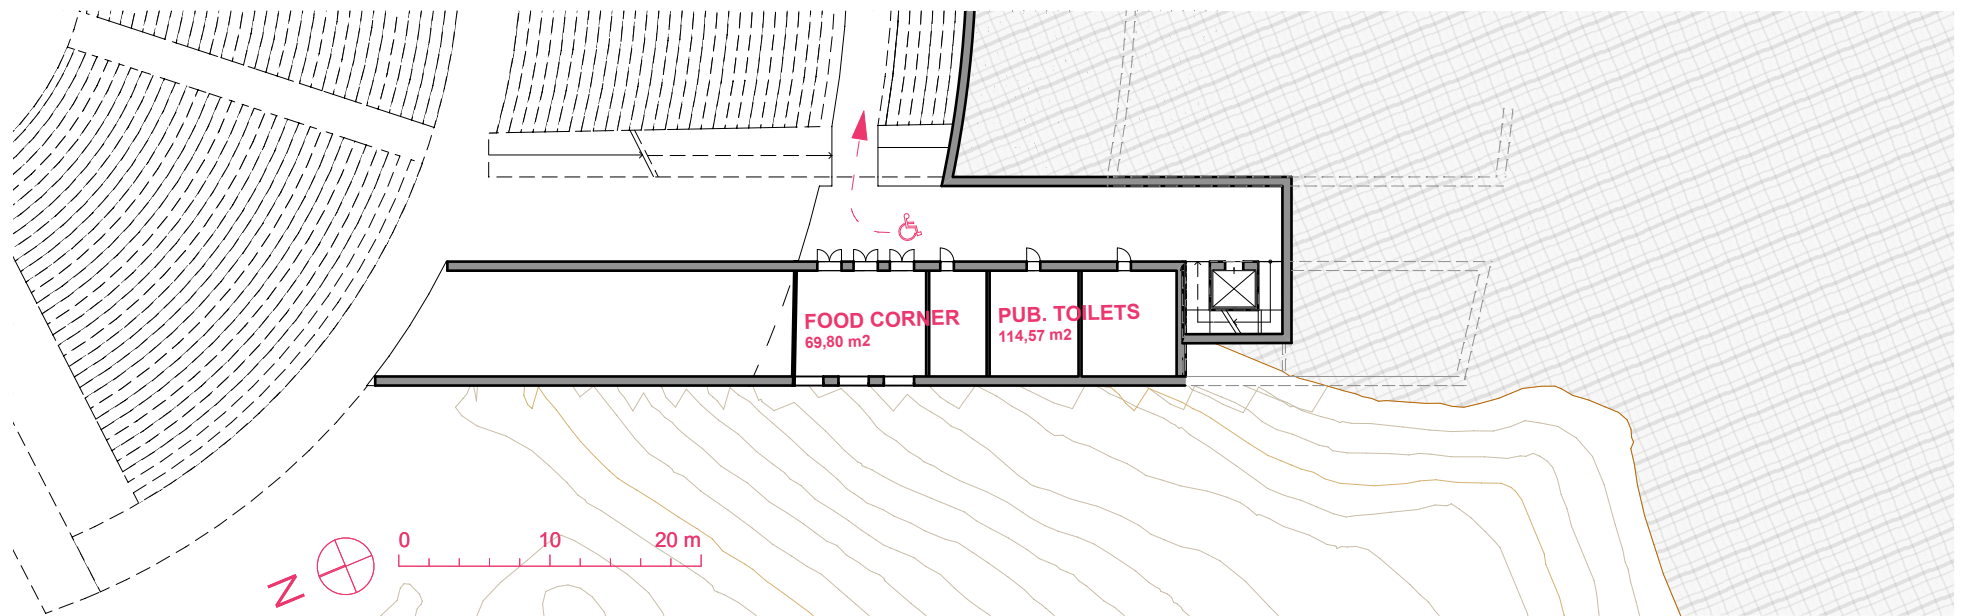 FOOD CORNER
69,80 m2
PUB. TOILETS
114,57 m2
0 10 20 m
N